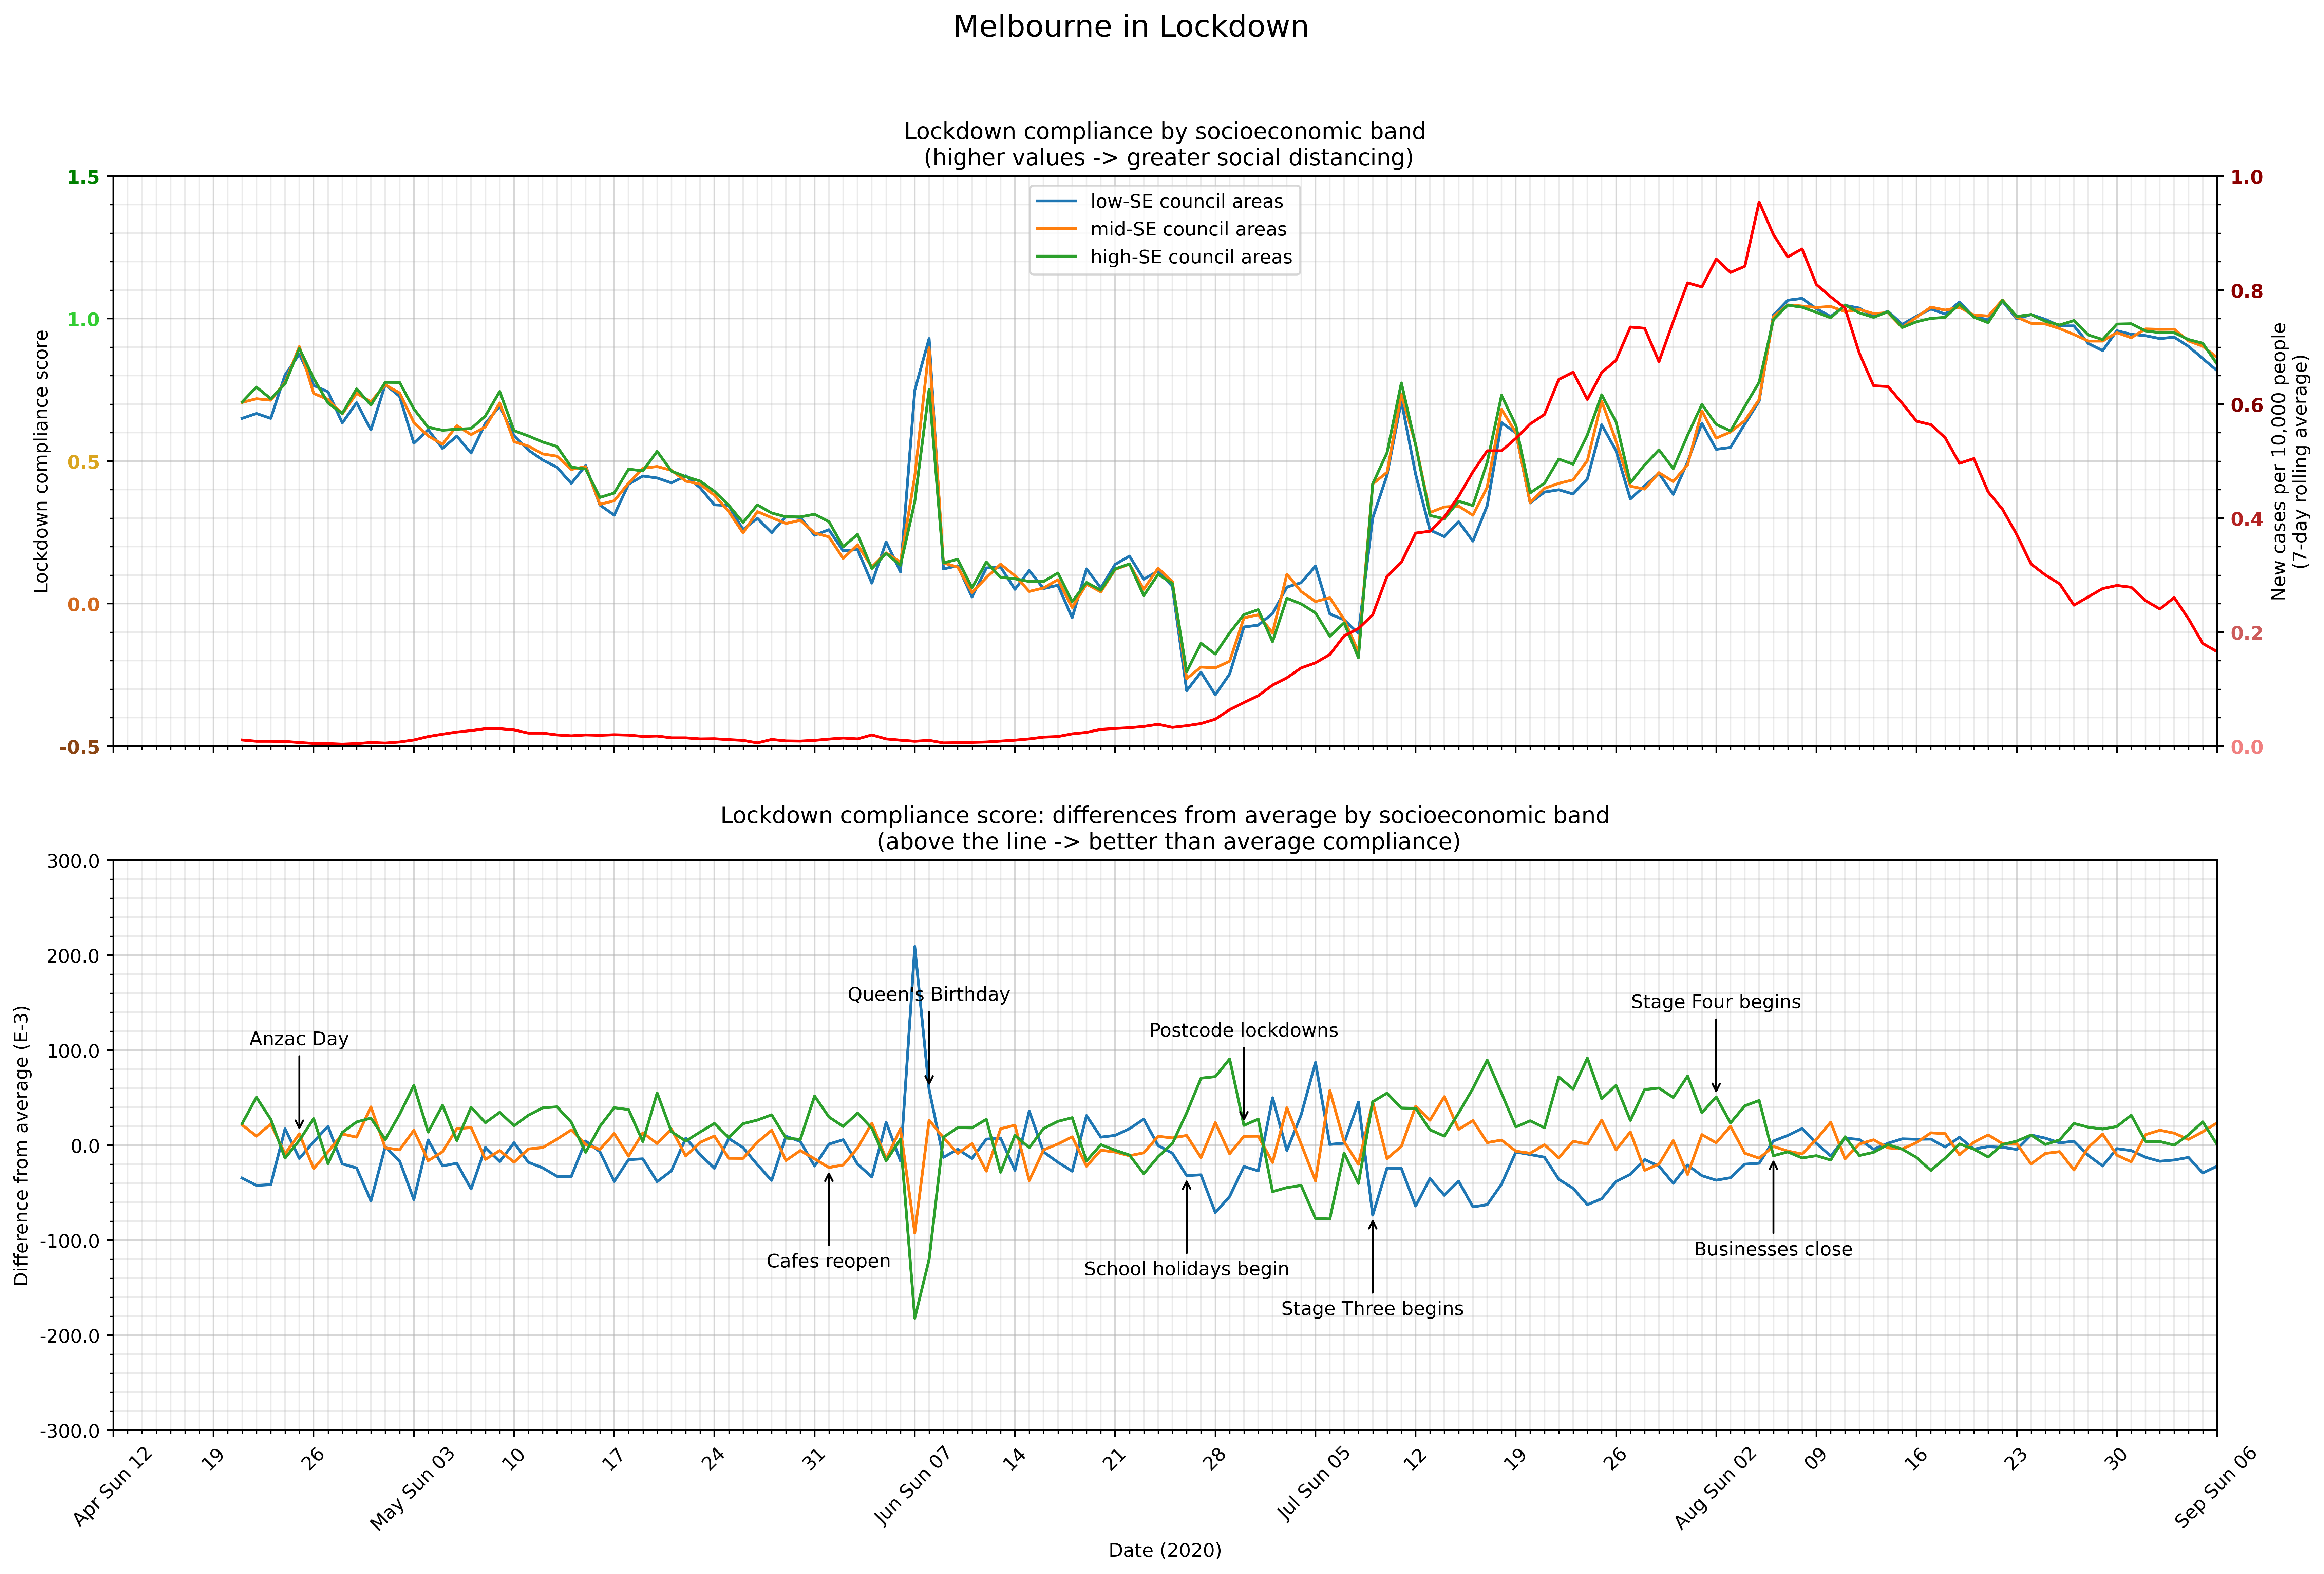 Melbourne in Lockdown
Lockdown compliance by socioeconomic band
(higher values -> greater social distancing)
1.5
1.0
0.5
0.0
-0.5
Lockdown compliance score
low-SE council areas
mid-SE council areas
high-SE council areas
1.0
0.8
0.6
0.4
0.2
0.0
New cases per 10,000 people
(7-day rolling average)
Lockdown compliance score: differences from average by socioeconomic band
(above the line -> better than average compliance)
300.0
200.0
100.0
0.0
-100.0
-200.0
-300.0
Difference from average (E-3)
Anzac Day
Cafes reopen
Queen's Birthday
School holidays begin
Postcode lockdowns
Stage Three begins
Stage Four begins
Businesses close
Apr Sun 12
19
26
May Sun 03
10
17
24
31
Jun Sun 07
14
21
28
Jul Sun 05
12
19
26
Aug Sun 02
09
16
23
30
Sep Sun 06
Date (2020)